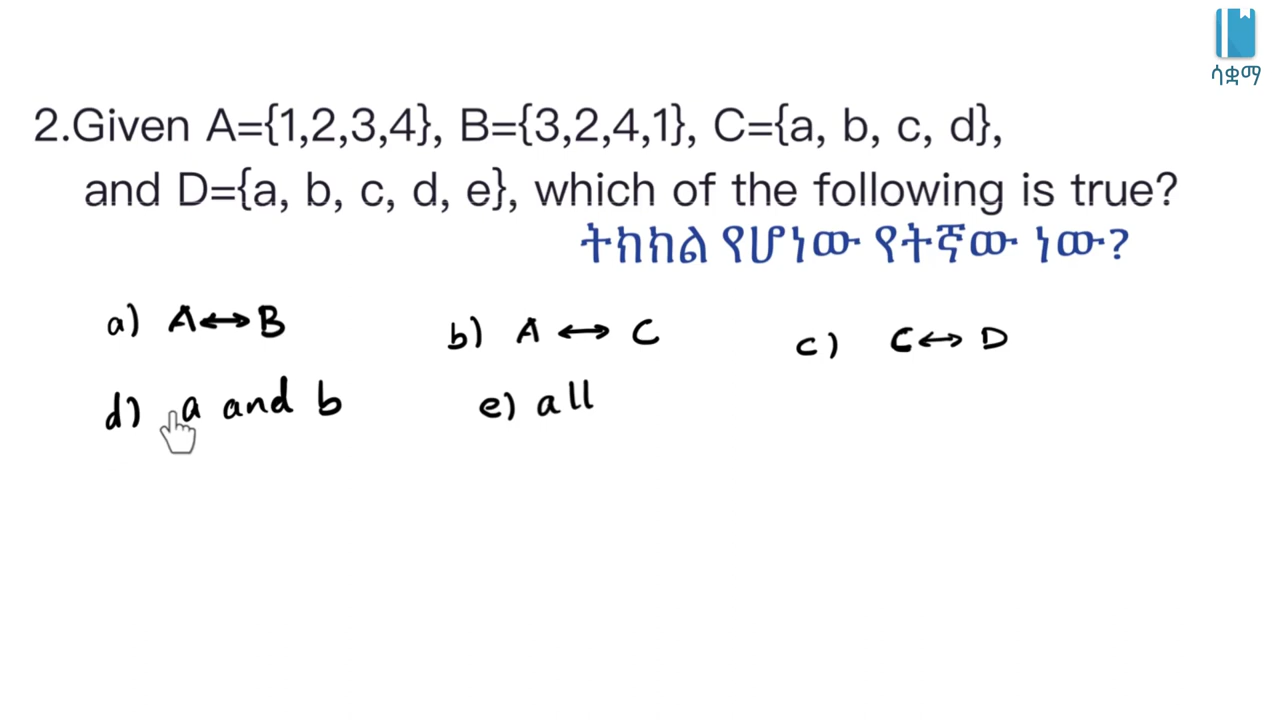 ሳቋማ
2.Given A={1,2,3,4}, B={3,2,4,1}, C={a, b, c, d},
and D={a, b, c, d, e}, which of the following is true?
ትክክል የሆነው የትኛው ነው?
a) A↔B b) A ↔ C c) C↔D
d) a and b e) all